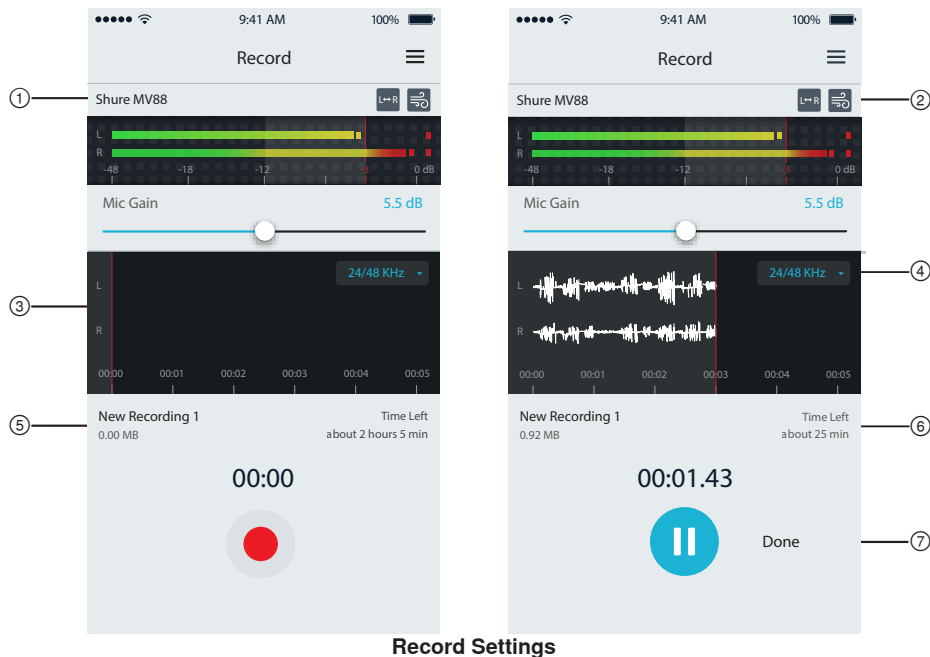 9:41 AM 100%
Record
① Shure MV88 L↔R
L
R
-48 -18 -12 -3 0 dB
Mic Gain 5.5 dB
24/48 KHz
③
L
R
00:00 00:01 00:02 00:03 00:04 00:05
New Recording 1 Time Left
⑤
0.00 MB about 2 hours 5 min
00:00
9:41 AM 100%
Record
Shure MV88 L↔R ②
L
R
-48 -18 -12 -3 0 dB
Mic Gain 5.5 dB
24/48 KHz ④
L
R
00:00 00:01 00:02 00:03 00:04 00:05
New Recording 1 Time Left
⑥
0.92 MB about 25 min
00:01.43
Done ⑦
Record Settings